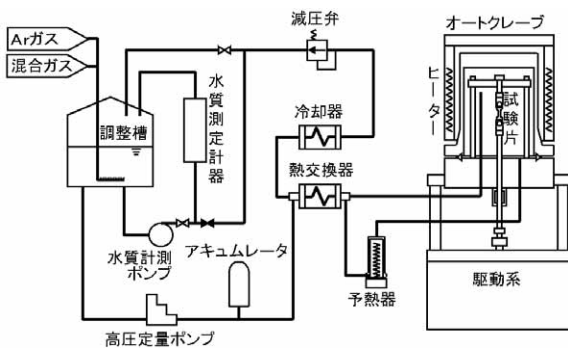 Arガス
混合ガス
調整槽
水質測定計器
水質計測
ポンプ
アキュムレータ
高圧定量ポンプ
減圧弁
冷却器
熱交換器
予熱器
オートクレーブ
ヒーター
試験片
駆動系